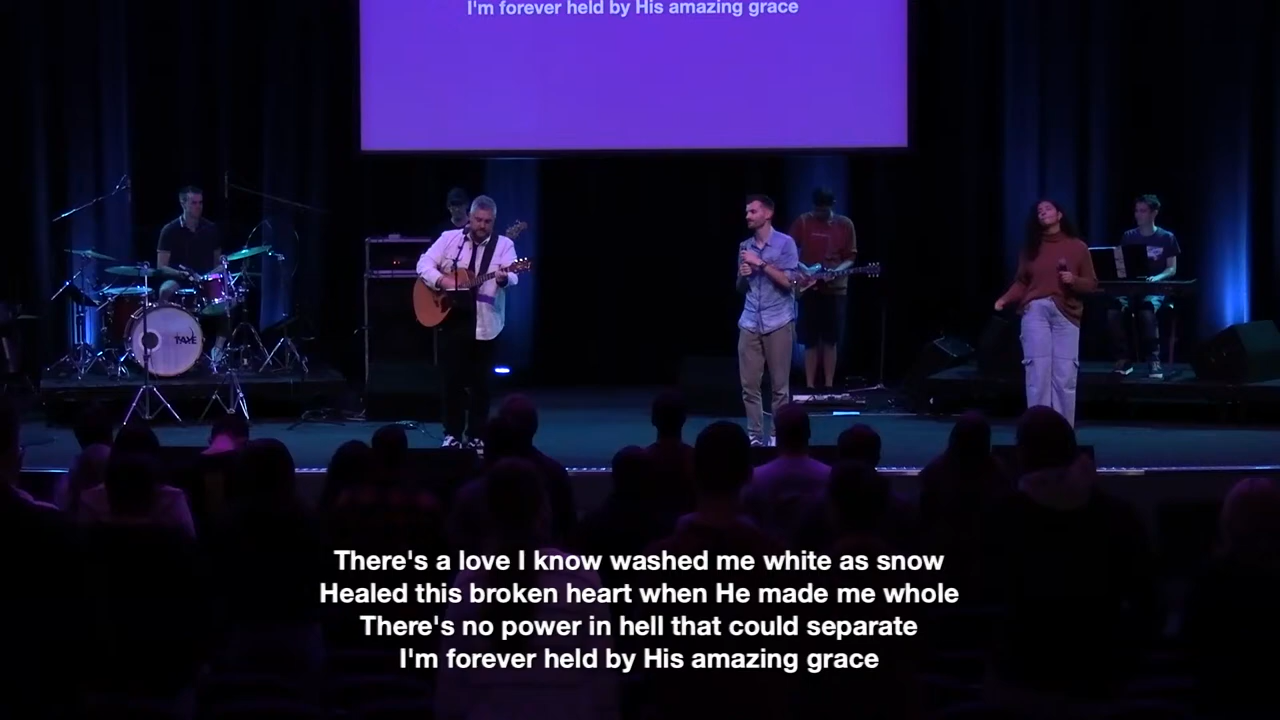 I'm forever held by His amazing grace
TAYE
There's a love I know washed me white as snow
Healed this broken heart when He made me whole
There's no power in hell that could separate
I'm forever held by His amazing grace